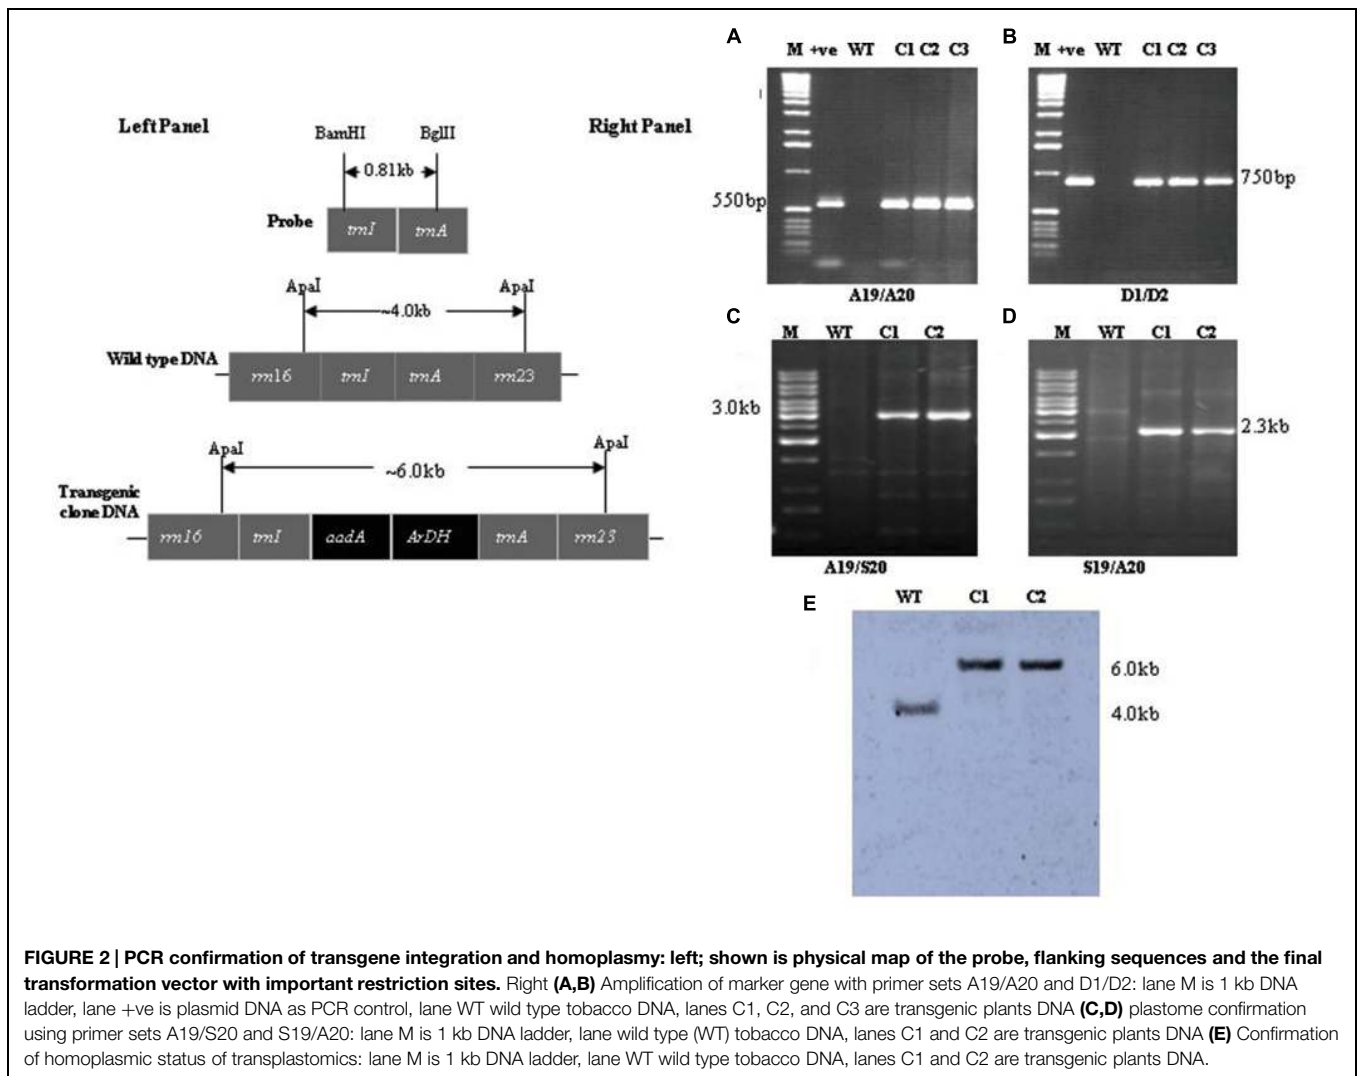 Left Panel
Right Panel
BamHI BglII
0.81kb
Probe
trnI trnA
ApaI ApaI
~4.0kb
Wild type DNA
rrn16 trnI trnA rrn23
ApaI ApaI
~6.0kb
Transgenic
clone DNA
rrn16 trnI aadA ArDH trnA rrn23
A
M +ve WT C1 C2 C3
550bp
A19/A20
B
M +ve WT C1 C2 C3
750bp
D1/D2
C
M WT C1 C2
3.0kb
A19/S20
D
M WT C1 C2
2.3kb
S19/A20
E
WT C1 C2
6.0kb
4.0kb
FIGURE 2 | PCR confirmation of transgene integration and homoplasmy: left; shown is physical map of the probe, flanking sequences and the final
transformation vector with important restriction sites. Right (A,B) Amplification of marker gene with primer sets A19/A20 and D1/D2: lane M is 1 kb DNA
ladder, lane +ve is plasmid DNA as PCR control, lane WT wild type tobacco DNA, lanes C1, C2, and C3 are transgenic plants DNA (C,D) plastome confirmation
using primer sets A19/S20 and S19/A20: lane M is 1 kb DNA ladder, lane wild type (WT) tobacco DNA, lanes C1 and C2 are transgenic plants DNA (E) Confirmation
of homoplasmic status of transplastomics: lane M is 1 kb DNA ladder, lane WT wild type tobacco DNA, lanes C1 and C2 are transgenic plants DNA.